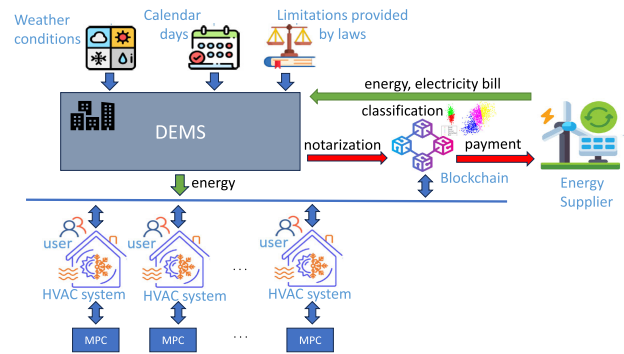 Weather
conditions
Calendar
days
Limitations provided
by laws
energy, electricity bill
classification
DEMS
notarization
payment
Blockchain
Energy
Supplier
energy
user
user
user
...
HVAC system
HVAC system
HVAC system
MPC
MPC
...
MPC